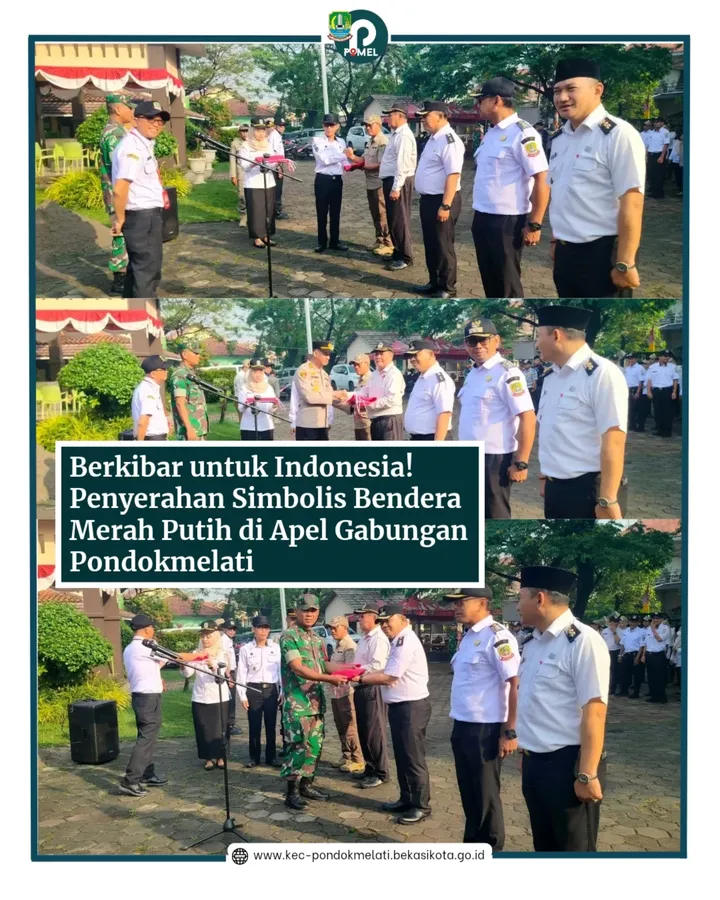 POMEL
Berkibar untuk Indonesia!
Penyerahan Simbolis Bendera
Merah Putih di Apel Gabungan
Pondokmelati
www.kec-pondokmelati.bekasikota.go.id